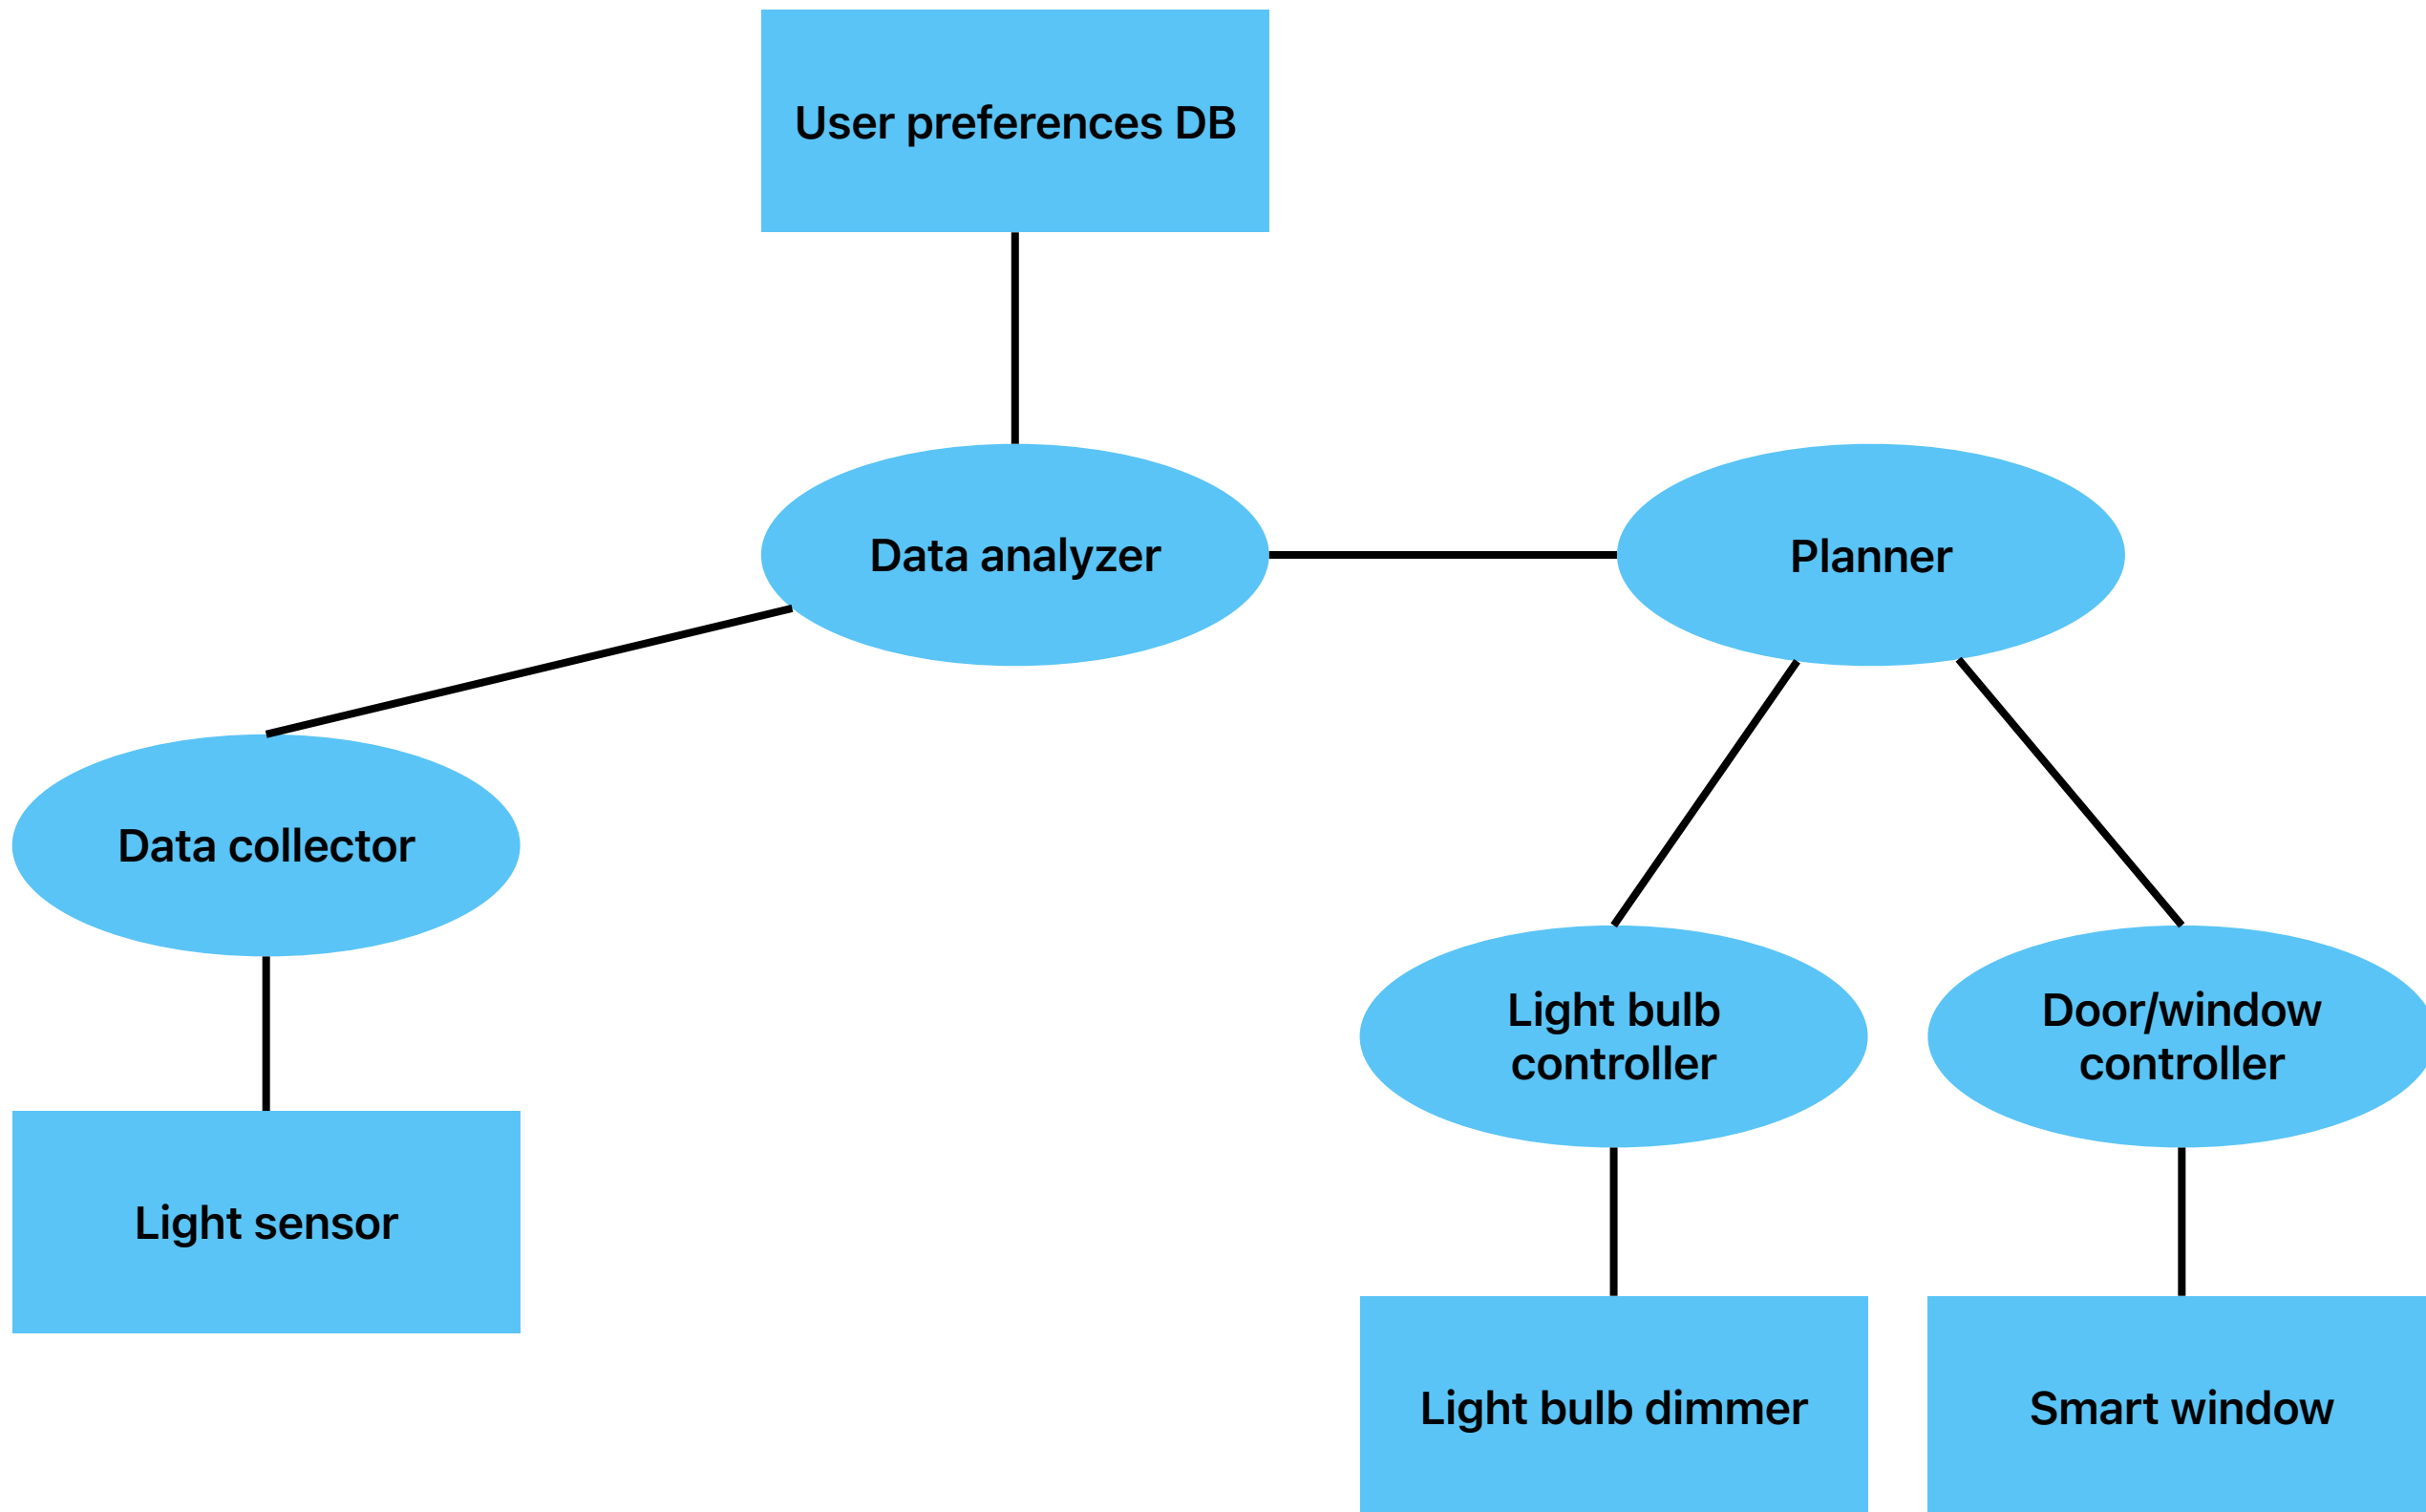 User preferences DB
Data analyzer
Planner
Data collector
Light bulb
controller
Door/window
controller
Light sensor
Light bulb dimmer
Smart window